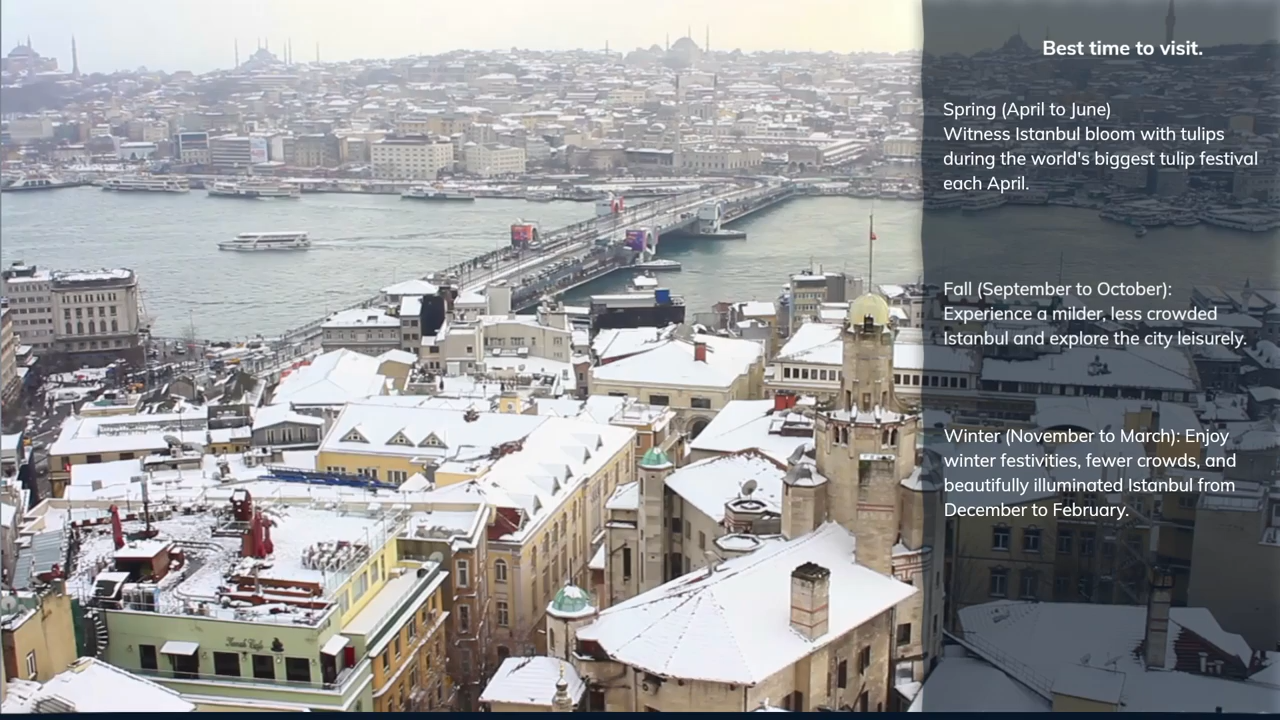 Best time to visit.
Spring (April to June)
Witness Istanbul bloom with tulips
during the world's biggest tulip festival
each April.
Fall (September to October):
Experience a milder, less crowded
Istanbul and explore the city leisurely.
Winter (November to March): Enjoy
winter festivities, fewer crowds, and
beautifully illuminated Istanbul from
December to February.